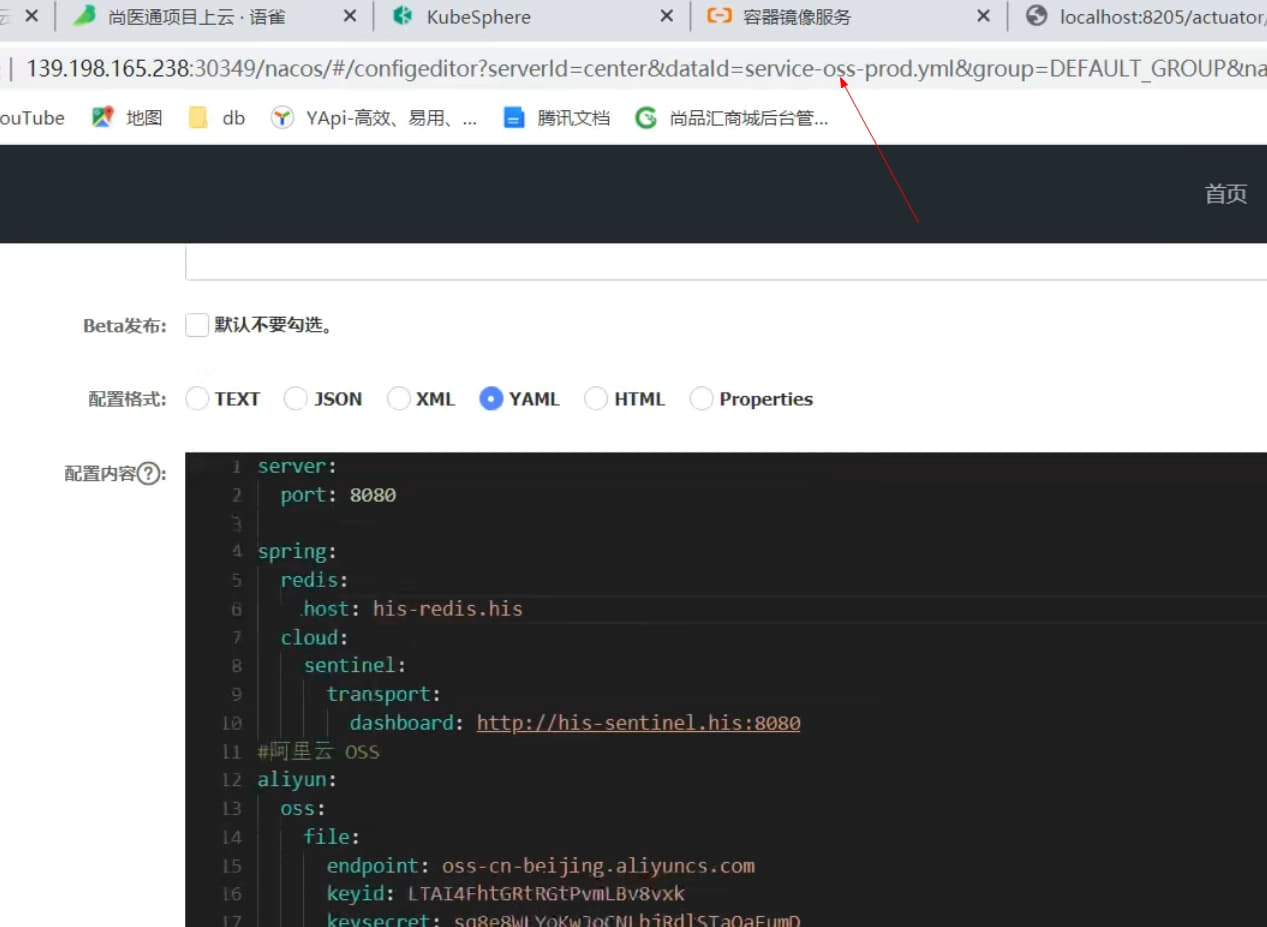 尚医通项目上云 · 语雀
KubeSphere
容器镜像服务
localhost:8205/actuator/
139.198.165.238:30349/nacos/#/configeditor?serverId=center&dataId=service-oss-prod.yml&group=DEFAULT_GROUP&na
ouTube 地图 db YApi-高效、易用、... 腾讯文档 尚品汇商城后台管...
首页
Beta发布: 默认不要勾选。
配置格式: TEXT JSON XML YAML HTML Properties
配置内容?:
1 server:
2 port: 8080
3
4 spring:
5 redis:
6 host: his-redis.his
7 cloud:
8 sentinel:
9 transport:
10 dashboard: http://his-sentinel.his:8080
11 #阿里云 OSS
12 aliyun:
13 oss:
14 file:
15 endpoint: oss-cn-beijing.aliyuncs.com
16 keyid: LTAI4FhtGRtRGtPvmLBv8vxk
17 keysecret: